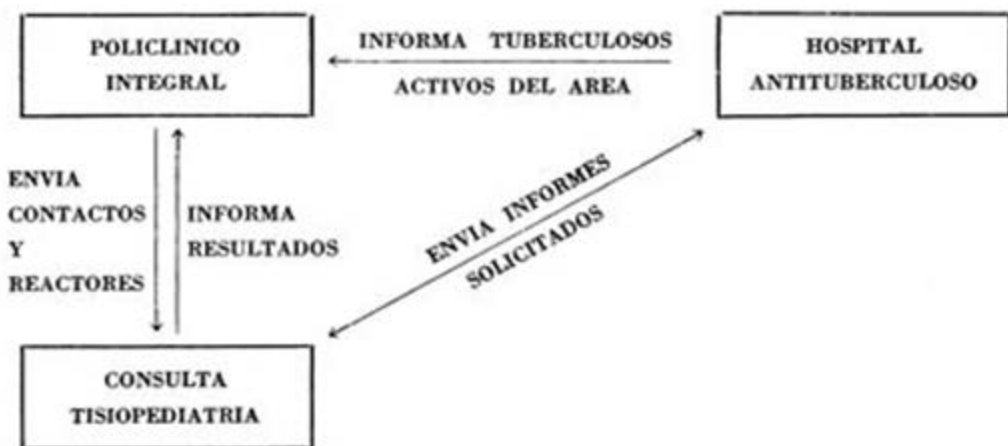 POLICLINICO
INTEGRAL
INFORMA TUBERCULOSOS
ACTIVOS DEL AREA
HOSPITAL
ANTITUBERCULOSO
ENVIA
CONTACTOS
Y
REACTORES
INFORMA
RESULTADOS
ENVIA INFORMES
SOLICITADOS
CONSULTA
TISIOPEDIATRIA